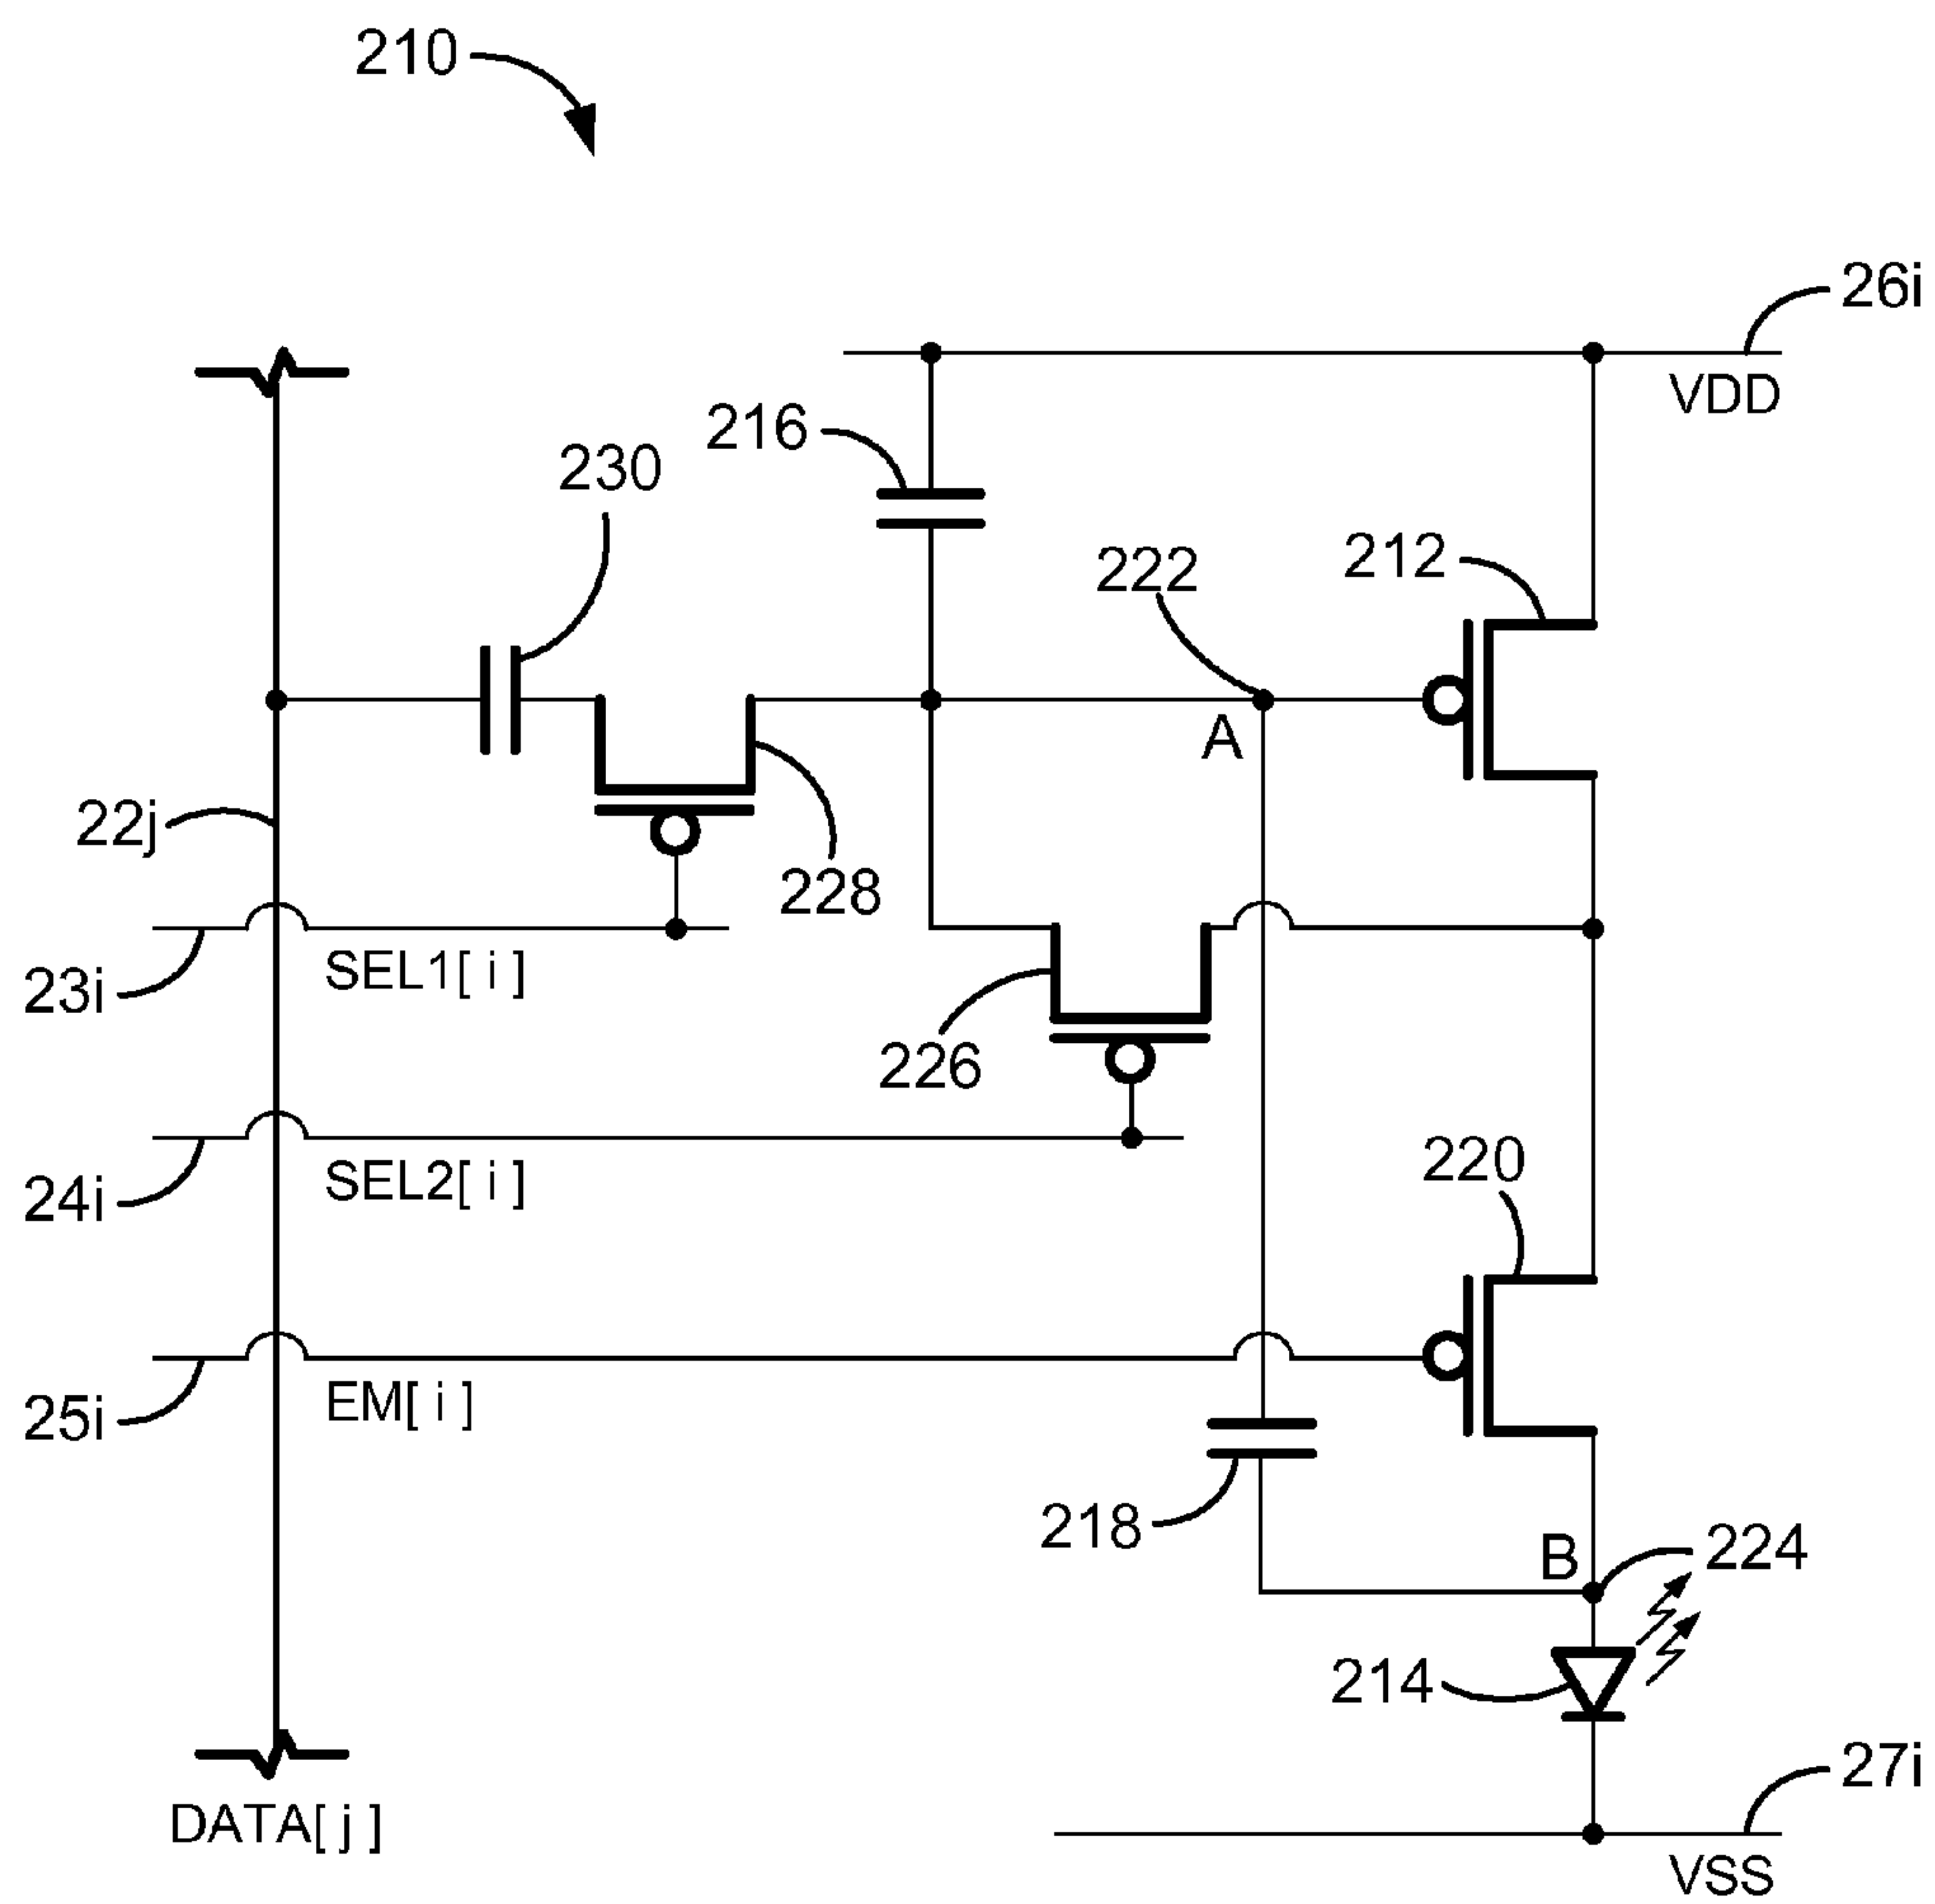 210
26i
VDD
216
230
212
222
A
22j
228
SEL1[ i ]
23i
226
220
SEL2[ i ]
24i
EM[ i ]
25i
218
B
224
214
27i
DATA[ j ]
VSS